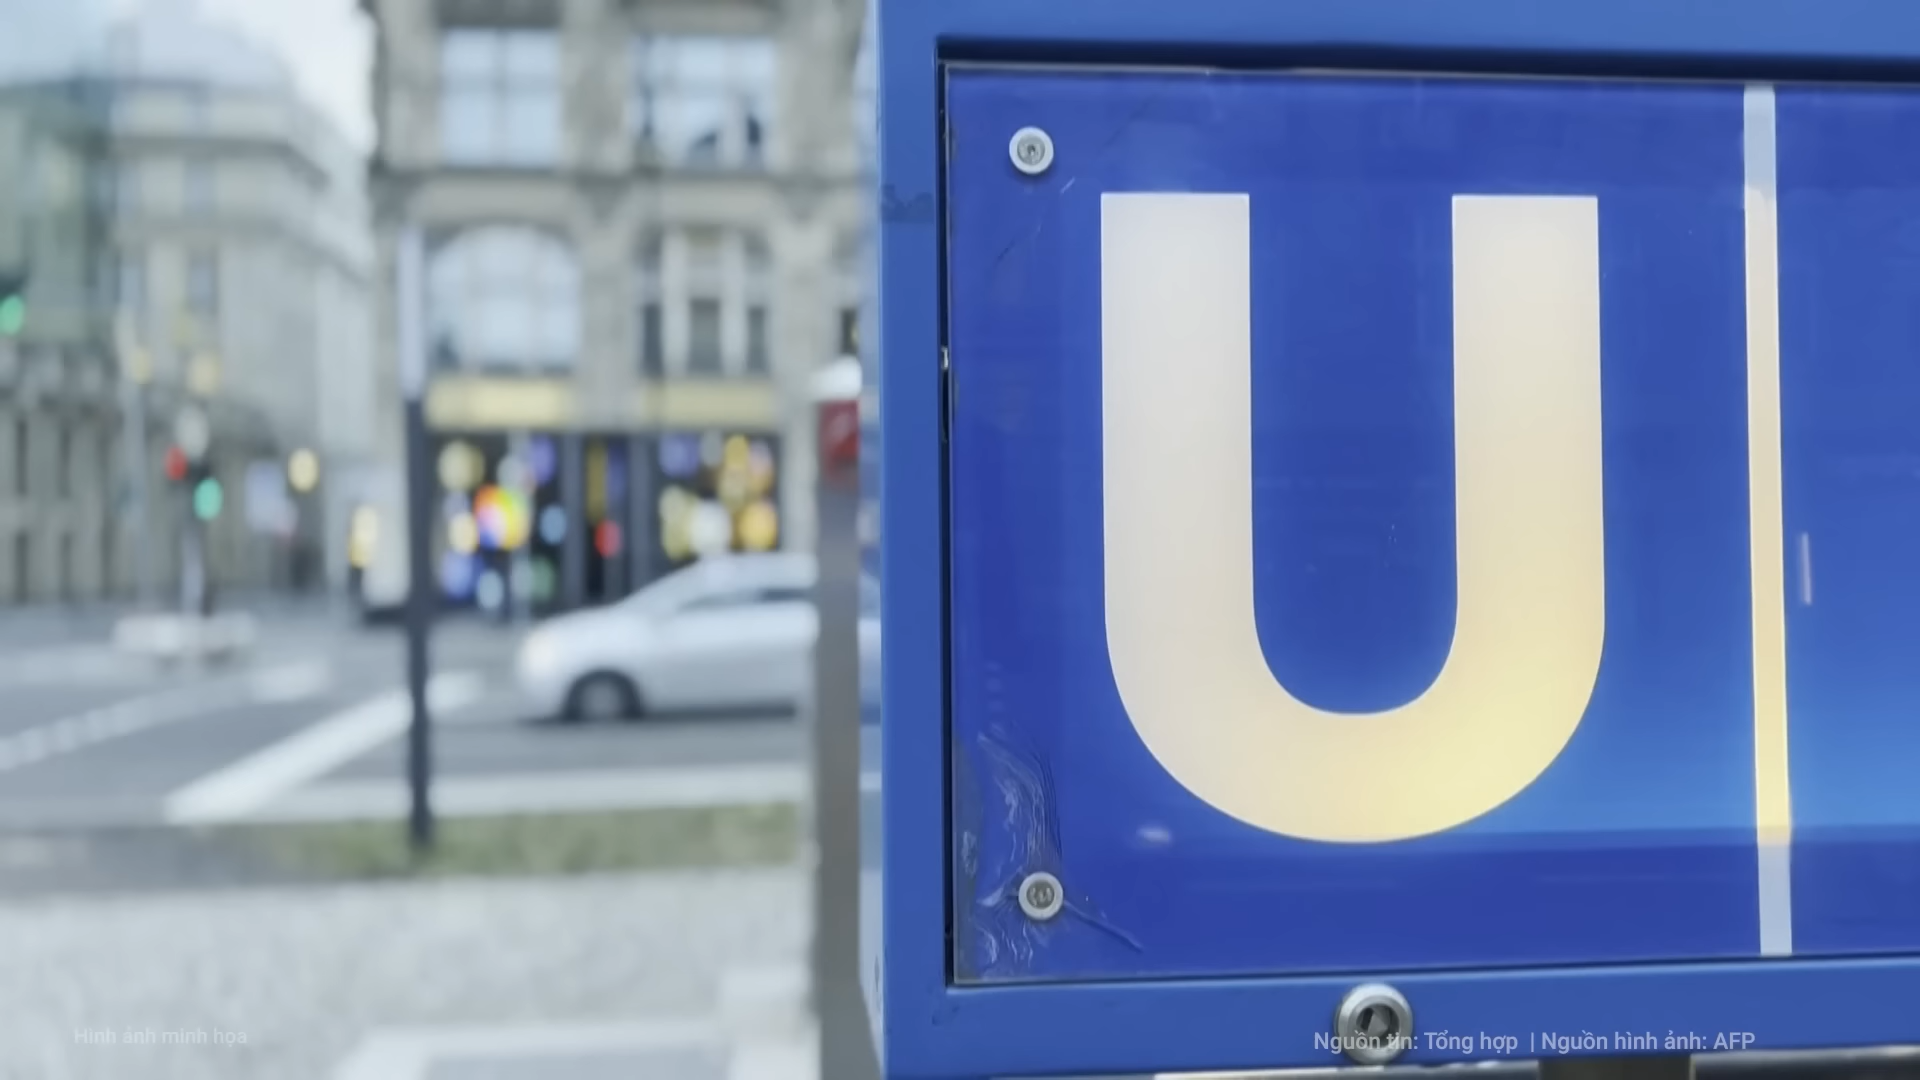 U
Hình ảnh minh họa
Nguồn tin: Tổng hợp | Nguồn hình ảnh: AFP